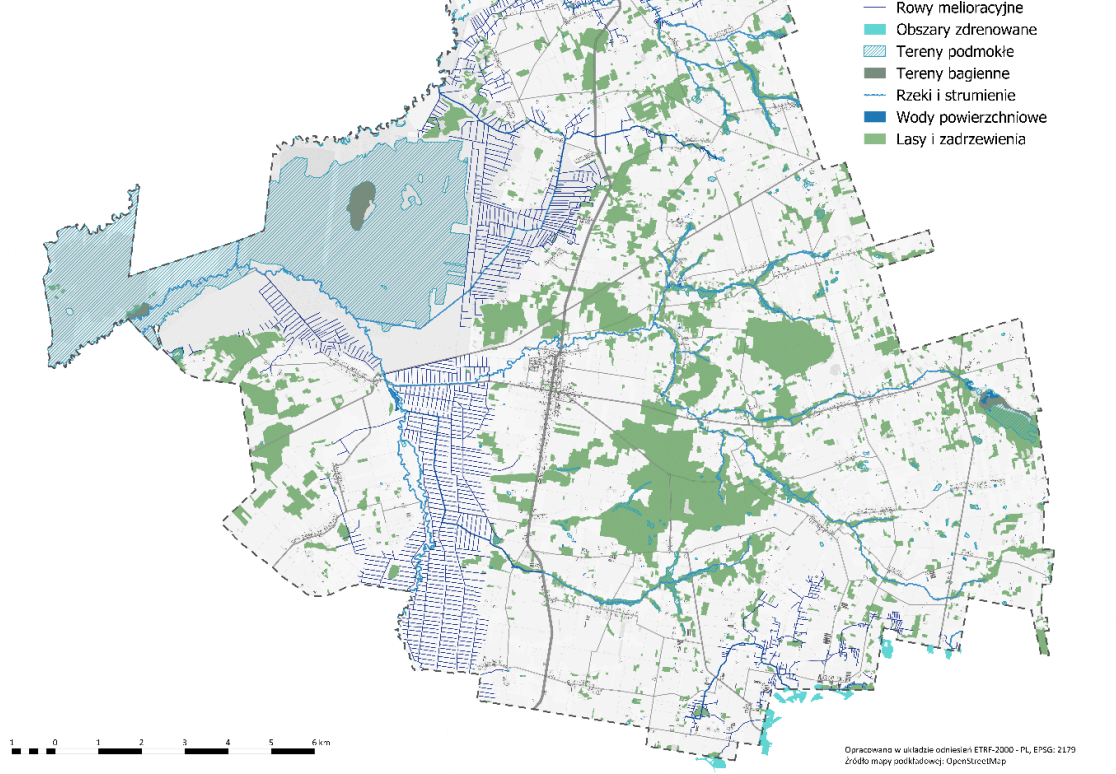 Rowy melioracyjne
Obszary zdrenowane
Tereny podmokłe
Tereny bagienne
Rzeki i strumienie
Wody powierzchniowe
Lasy i zadrzewienia
1 0 1 2 3 4 5 6 km
Opracowano w układzie odniesień ETRF-2000 - PL, EPSG: 2179
Źródło mapy podkładowej: OpenStreetMap